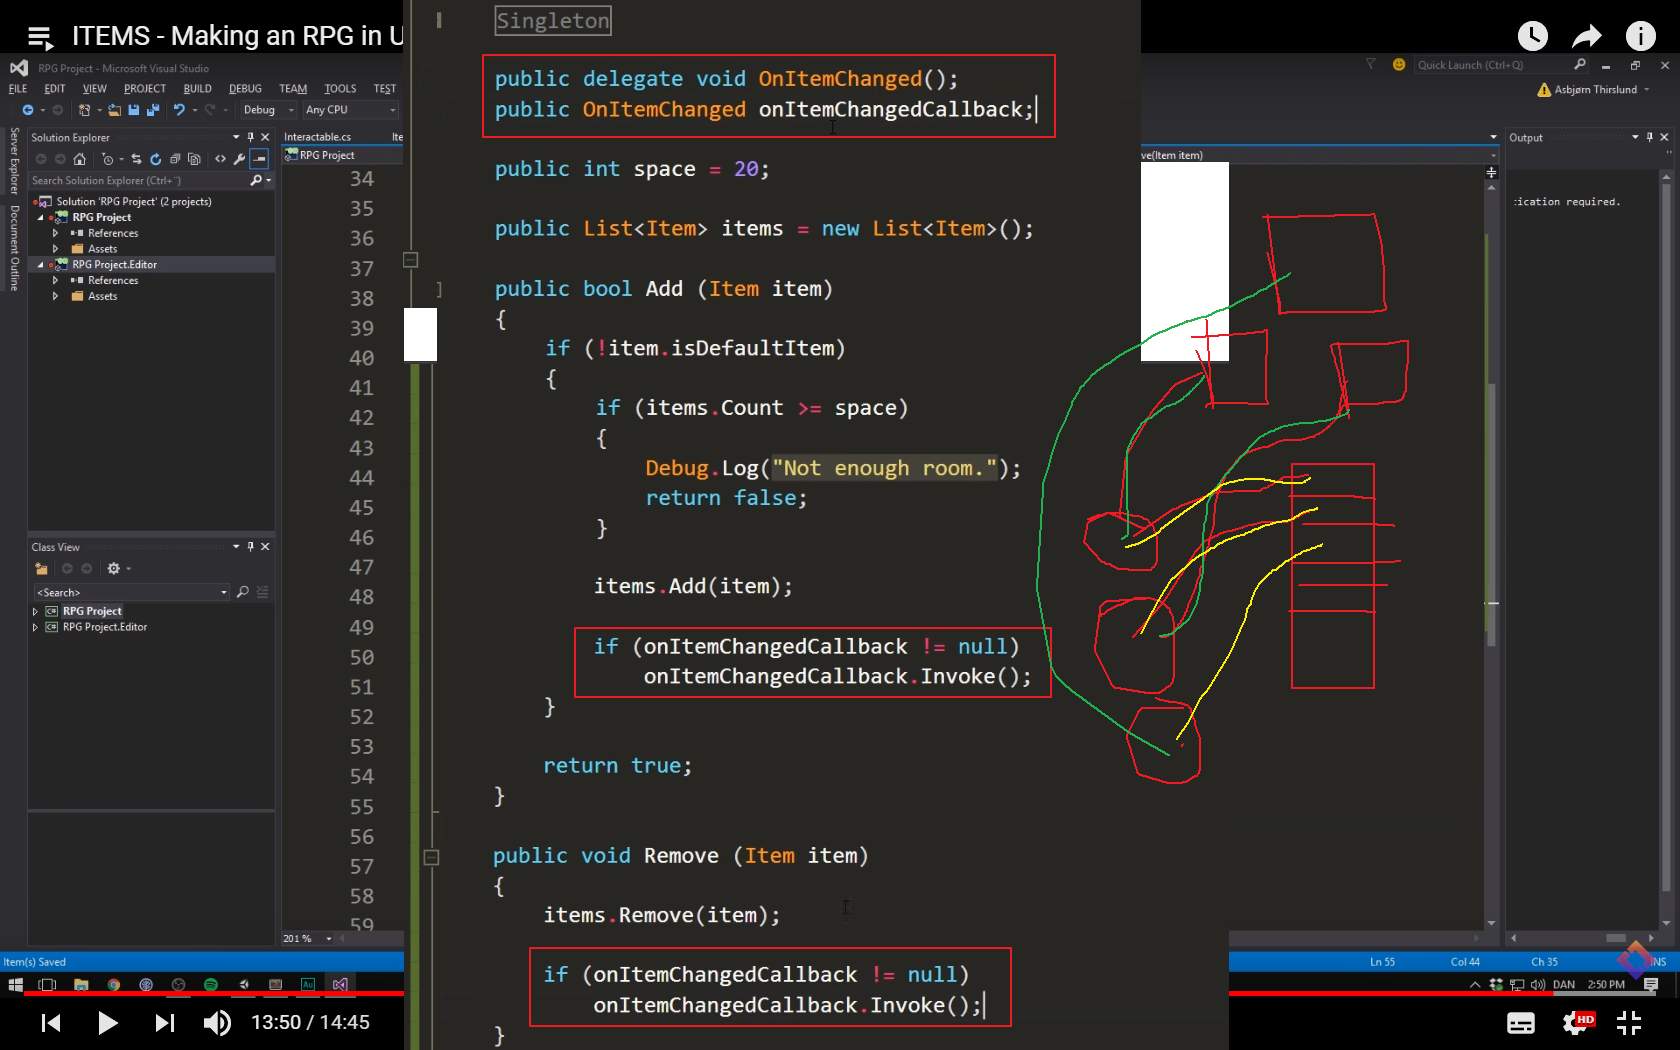 ITEMS - Making an RPG in U
RPG Project - Microsoft Visual Studio
Quick Launch (Ctrl+Q)
FILE EDIT VIEW PROJECT BUILD DEBUG TEAM TOOLS TEST
Asbjørn Thirslund
Debug Any CPU
Server Explorer
Document Outline
Solution Explorer
Search Solution Explorer (Ctrl+¨)
Solution 'RPG Project' (2 projects)
RPG Project
References
Assets
RPG Project.Editor
References
Assets
Class View
<Search>
RPG Project
RPG Project.Editor
Interactable.cs Ite
RPG Project
34
35
36
37
38
39
40
41
42
43
44
45
46
47
48
49
50
51
52
53
54
55
56
57
58
59
201 %
Singleton
public delegate void OnItemChanged();
public OnItemChanged onItemChangedCallback;
public int space = 20;
public List<Item> items = new List<Item>();
public bool Add (Item item)
{
if (!item.isDefaultItem)
{
if (items.Count >= space)
{
Debug.Log("Not enough room.");
return false;
}
items.Add(item);
if (onItemChangedCallback != null)
onItemChangedCallback.Invoke();
}
return true;
}
public void Remove (Item item)
{
items.Remove(item);
if (onItemChangedCallback != null)
onItemChangedCallback.Invoke();
}
ve(Item item)
Output
:ication required.
Item(s) Saved
Ln 55 Col 44 Ch 35 INS
Au
DAN 2:50 PM
13:50 / 14:45
HD